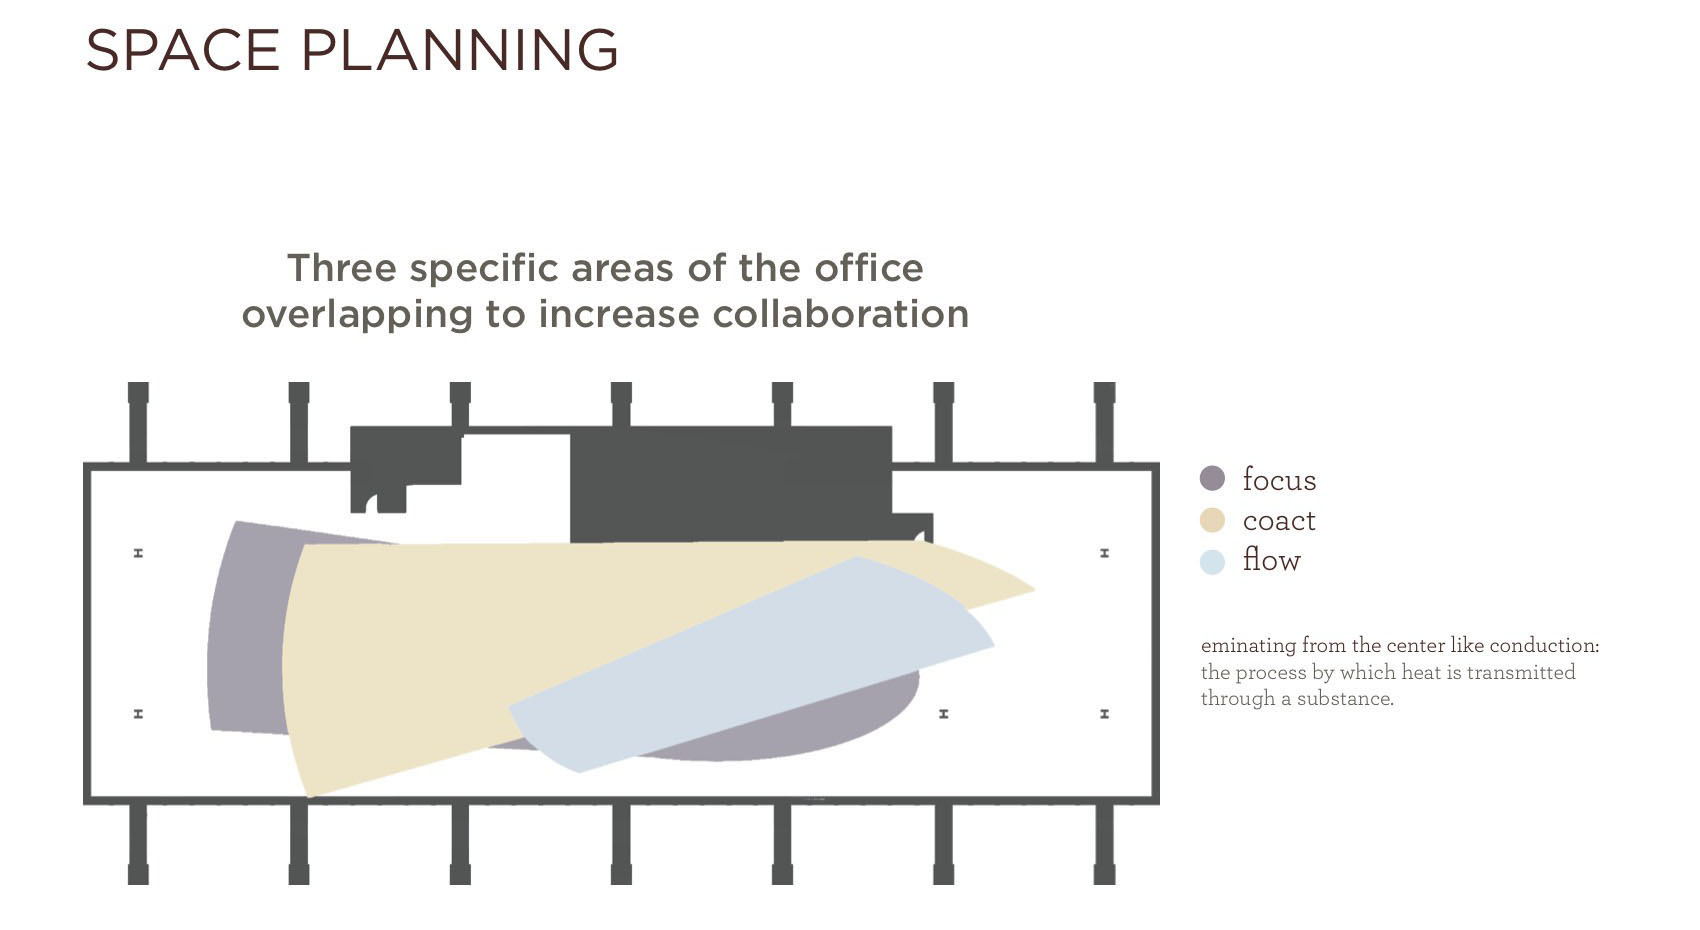 SPACE PLANNING
Three specific areas of the office
overlapping to increase collaboration
focus
coact
flow
eminating from the center like conduction:
the process by which heat is transmitted
through a substance.